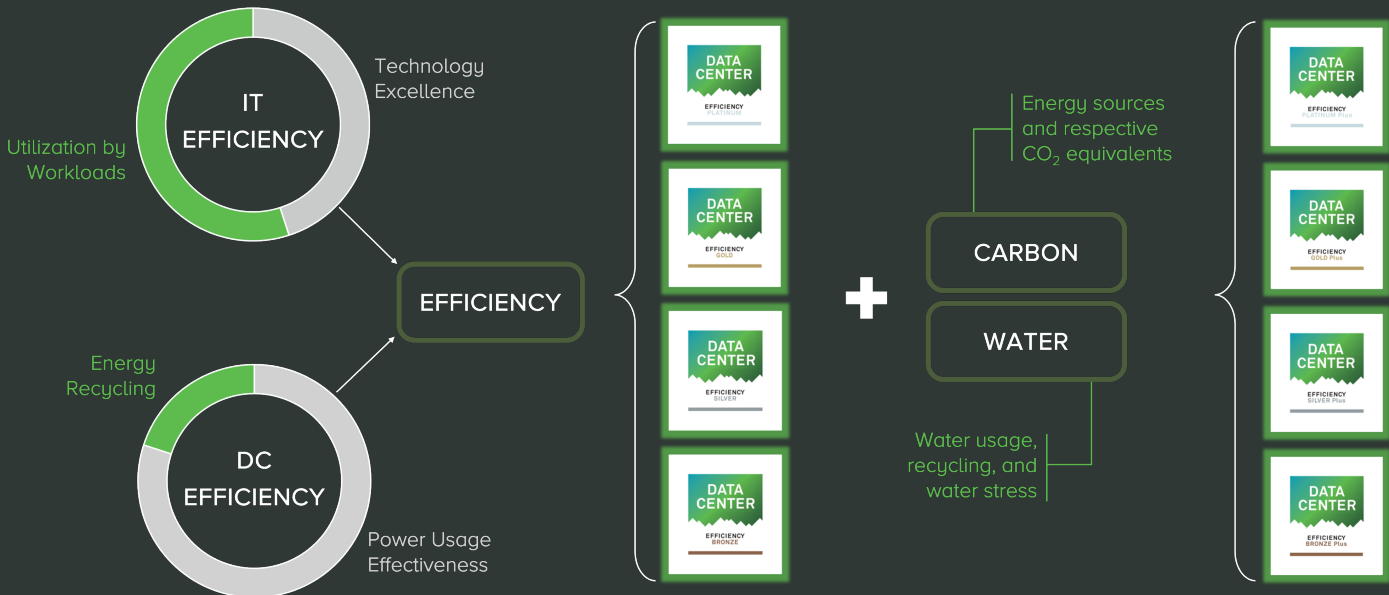 IT
EFFICIENCY
Technology
Excellence
Utilization by
Workloads
DC
EFFICIENCY
Energy
Recycling
Power Usage
Effectiveness
EFFICIENCY
DATA
CENTER
EFFICIENCY
PLATINUM
DATA
CENTER
EFFICIENCY
GOLD
DATA
CENTER
EFFICIENCY
SILVER
DATA
CENTER
EFFICIENCY
BRONZE
Energy sources
and respective
CO₂ equivalents
CARBON
WATER
Water usage,
recycling, and
water stress
DATA
CENTER
EFFICIENCY
PLATINUM Plus
DATA
CENTER
EFFICIENCY
GOLD Plus
DATA
CENTER
EFFICIENCY
SILVER Plus
DATA
CENTER
EFFICIENCY
BRONZE Plus